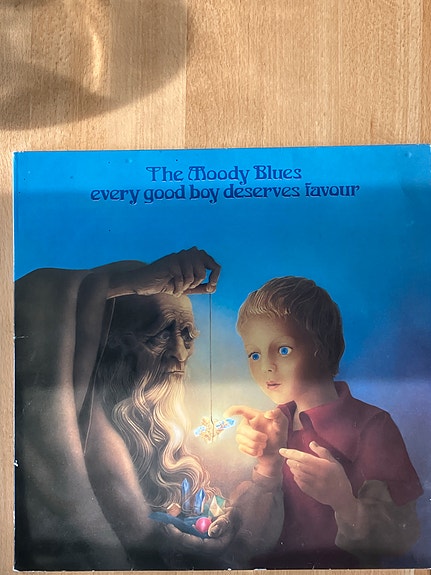 The Moody Blues
every good boy deserves favour